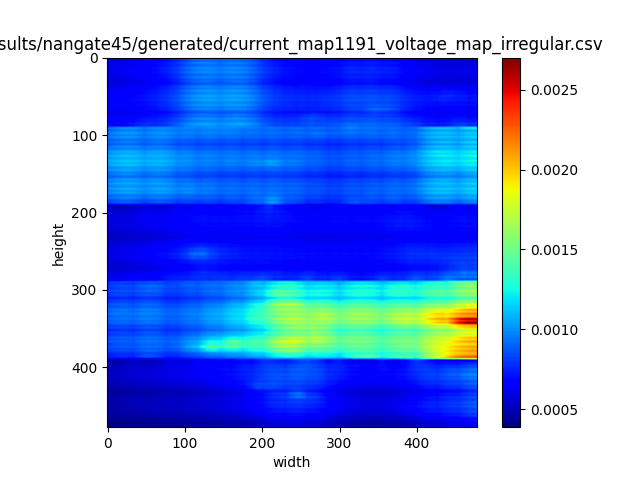 sults/nangate45/generated/current_map1191_voltage_map_irregular.csv
0
100
200
300
400
height
0 100 200 300 400
width
0.0025
0.0020
0.0015
0.0010
0.0005